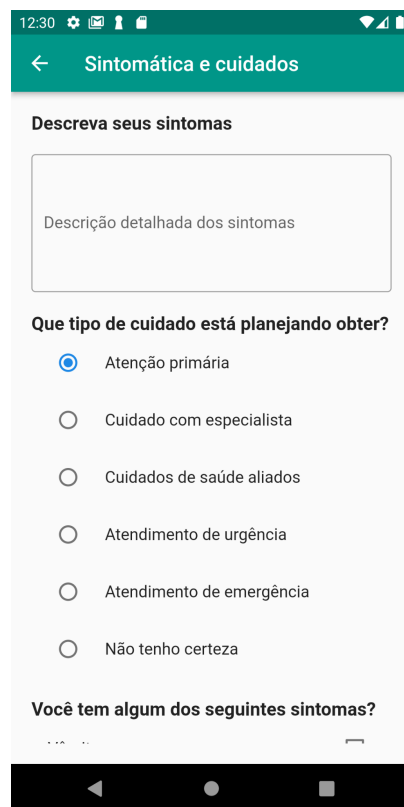 12:30
Sintomática e cuidados
Descreva seus sintomas
Descrição detalhada dos sintomas
Que tipo de cuidado está planejando obter?
Atenção primária
Cuidado com especialista
Cuidados de saúde aliados
Atendimento de urgência
Atendimento de emergência
Não tenho certeza
Você tem algum dos seguintes sintomas?